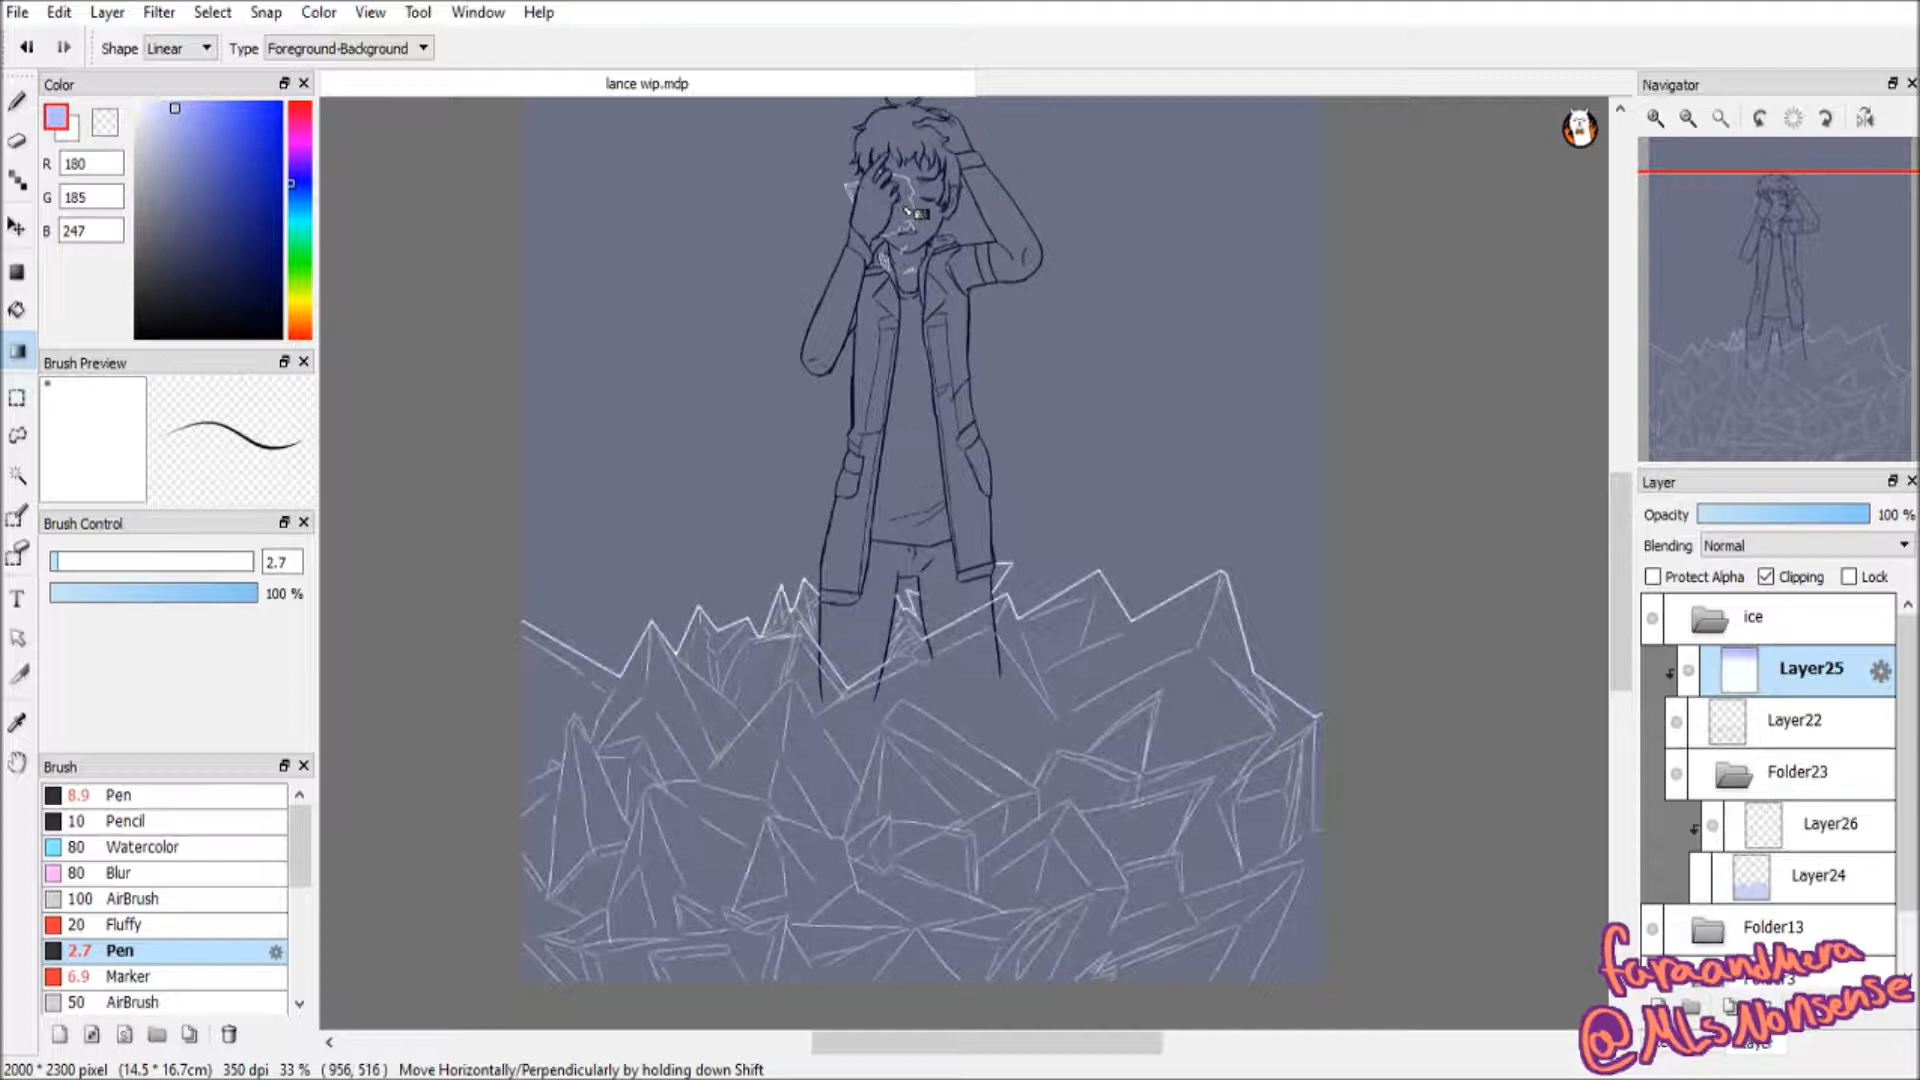 File Edit Layer Filter Select Snap Color View Tool Window Help
Shape Linear Type Foreground-Background
Color
lance wip.mdp
Navigator
R 180
G 185
B 247
Brush Preview
Brush Control
2.7
100 %
Layer
Opacity 100 %
Blending Normal
Protect Alpha Clipping Lock
ice
Layer25
Layer22
Folder23
Layer26
Layer24
Folder13
Brush
8.9 Pen
10 Pencil
80 Watercolor
80 Blur
100 AirBrush
20 Fluffy
2.7 Pen
6.9 Marker
50 AirBrush
T
faraandMera
@MLsNonsense
2000 * 2300 pixel (14.5 * 16.7cm) 350 dpi 33 % ( 956, 516 ) Move Horizontally/Perpendicularly by holding down Shift